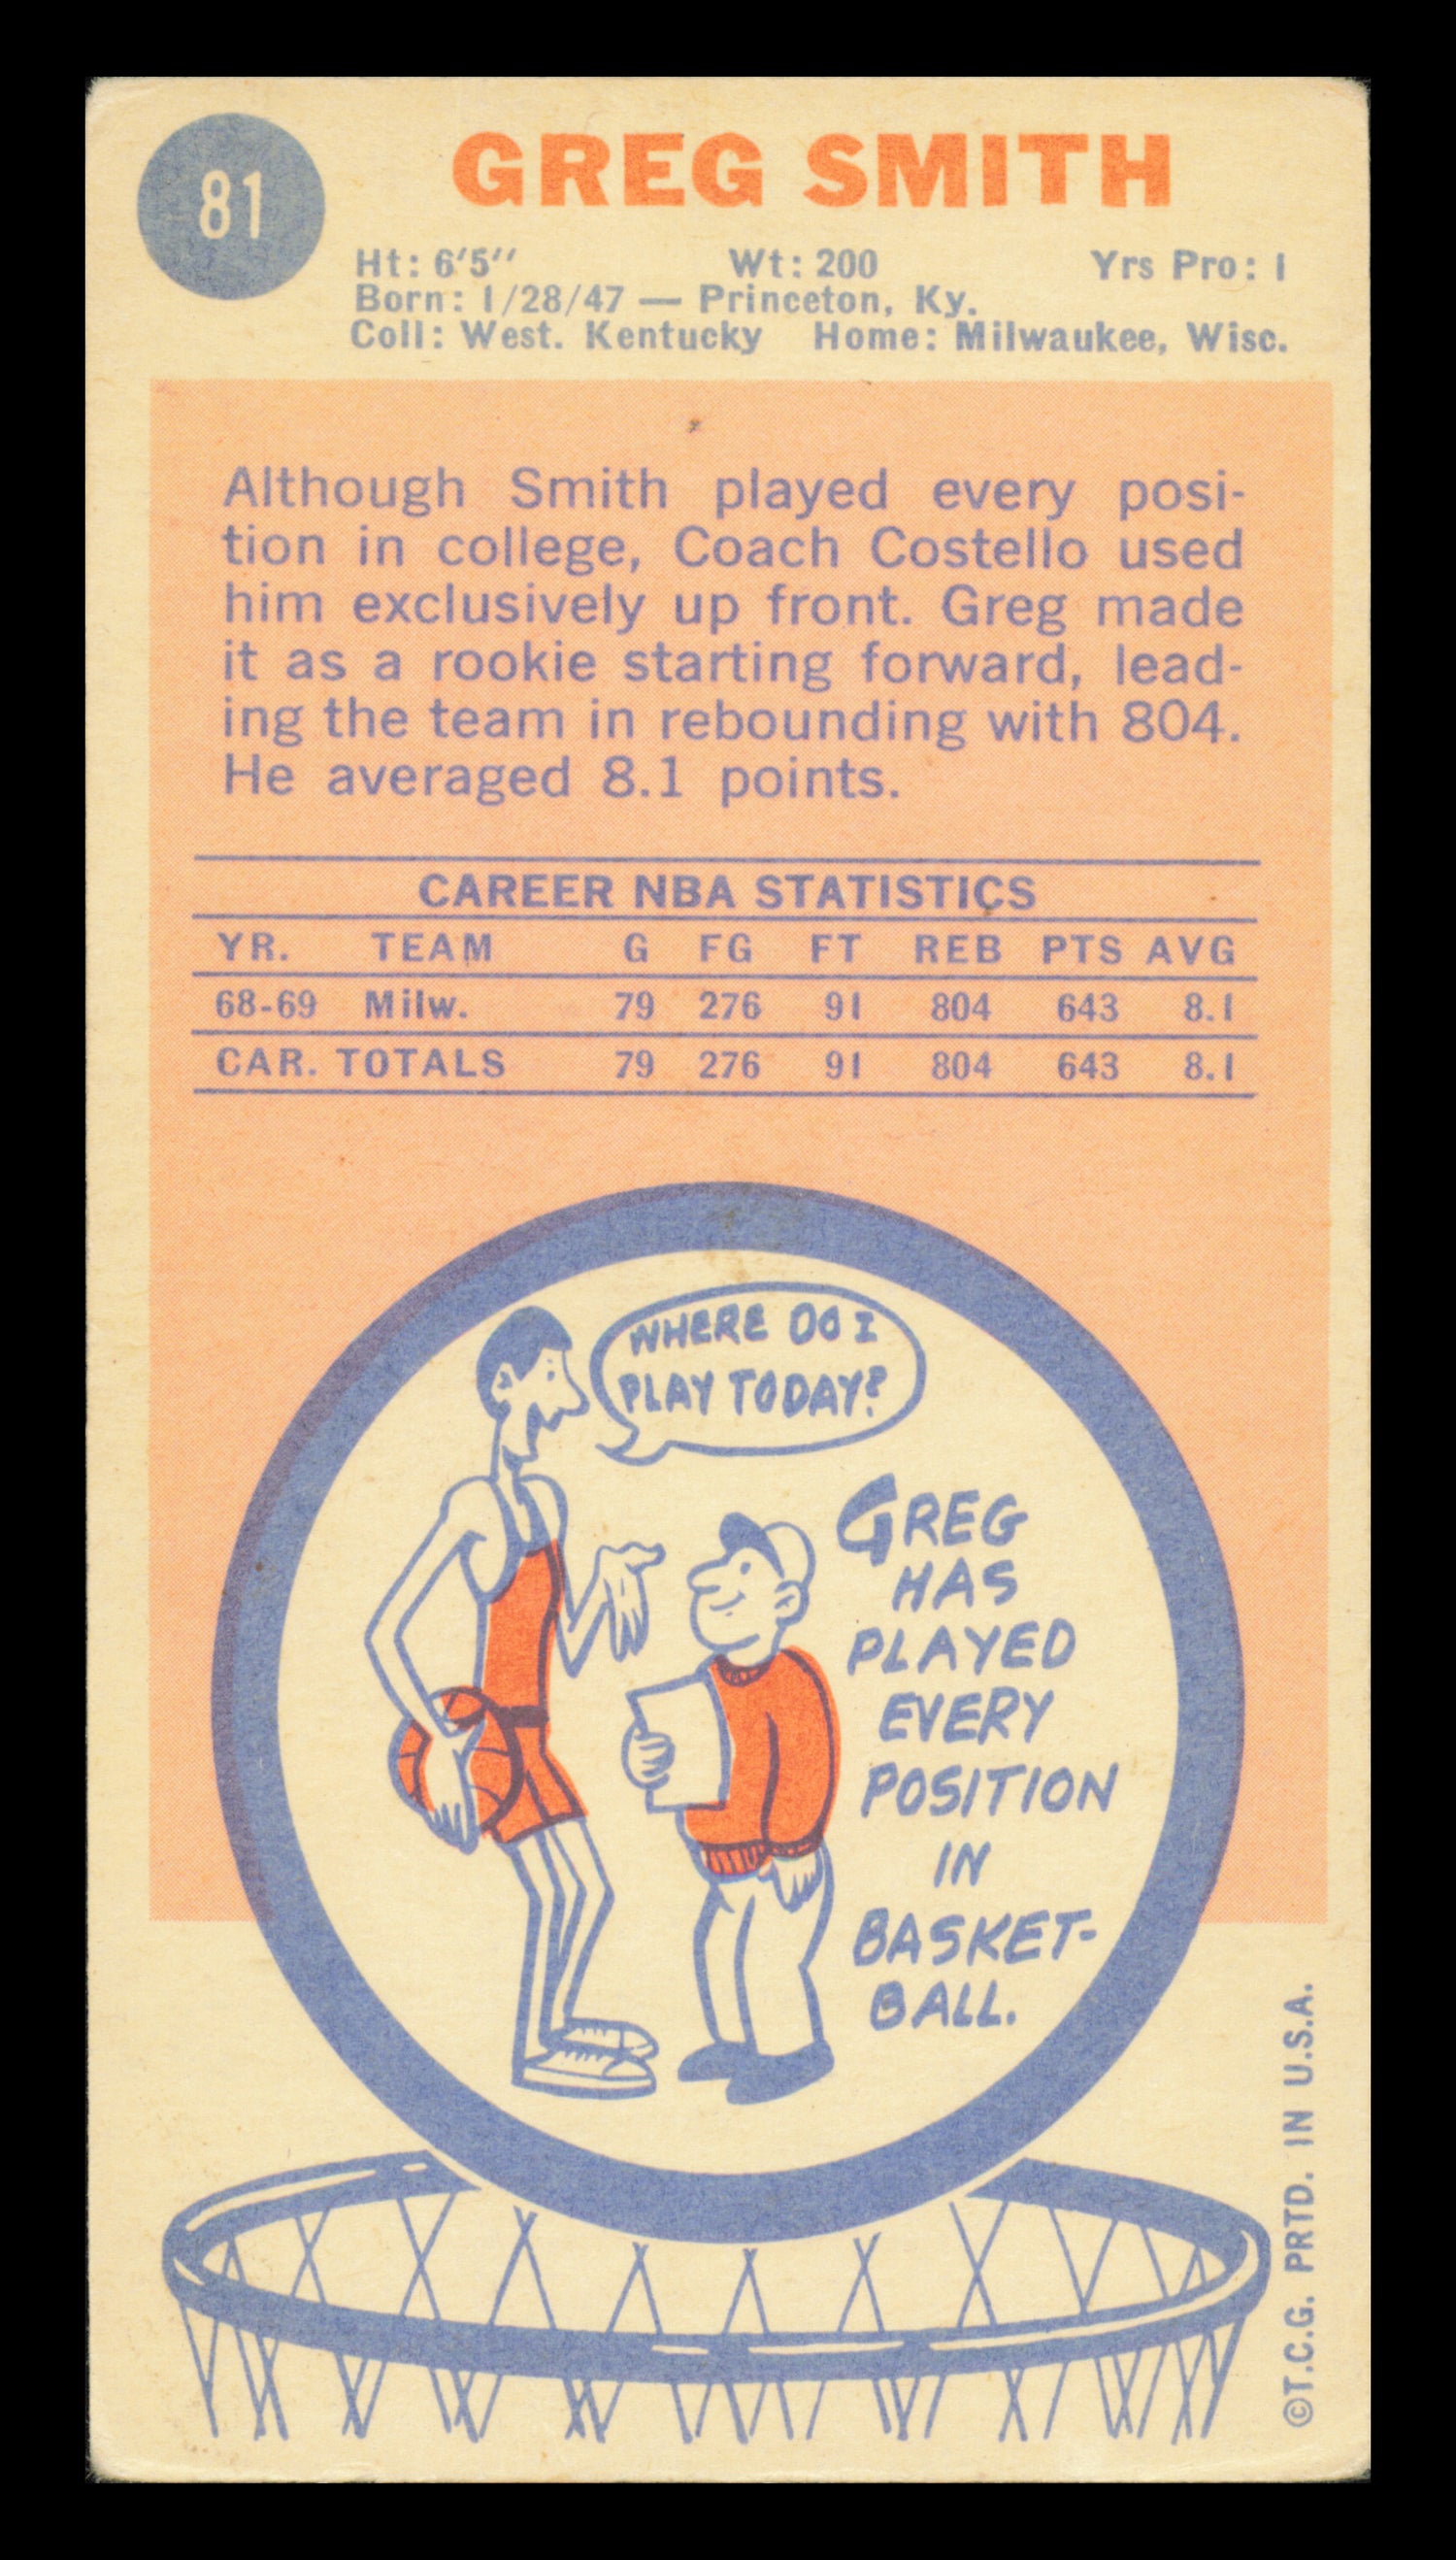 81
GREG SMITH
Ht: 6'5'' Wt: 200 Yrs Pro: 1
Born: 1/28/47 — Princeton, Ky.
Coll: West. Kentucky Home: Milwaukee, Wisc.
Although Smith played every posi-
tion in college, Coach Costello used
him exclusively up front. Greg made
it as a rookie starting forward, lead-
ing the team in rebounding with 804.
He averaged 8.1 points.
CAREER NBA STATISTICS
YR. TEAM G FG FT REB PTS AVG
68-69 Milw. 79 276 91 804 643 8.1
CAR. TOTALS 79 276 91 804 643 8.1
WHERE DO I
PLAY TODAY?
GREG
HAS
PLAYED
EVERY
POSITION
IN
BASKET-
BALL.
©T.C.G. PRTD. IN U.S.A.